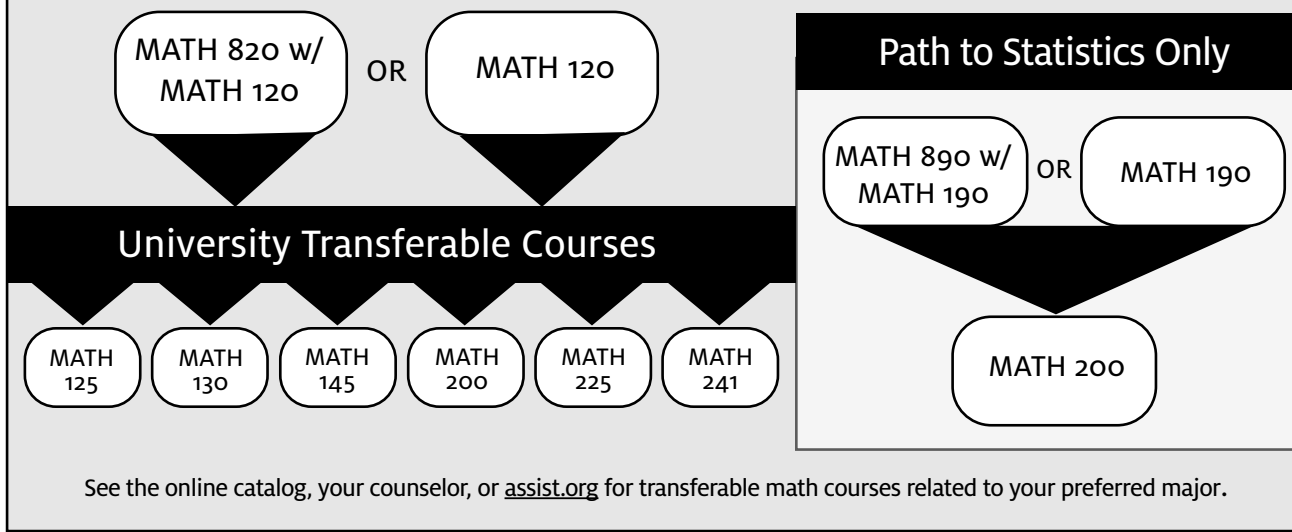 MATH 820 w/
MATH 120
OR
MATH 120
University Transferable Courses
MATH
125
MATH
130
MATH
145
MATH
200
MATH
225
MATH
241
Path to Statistics Only
MATH 890 w/
MATH 190
OR
MATH 190
MATH 200
See the online catalog, your counselor, or assist.org for transferable math courses related to your preferred major.